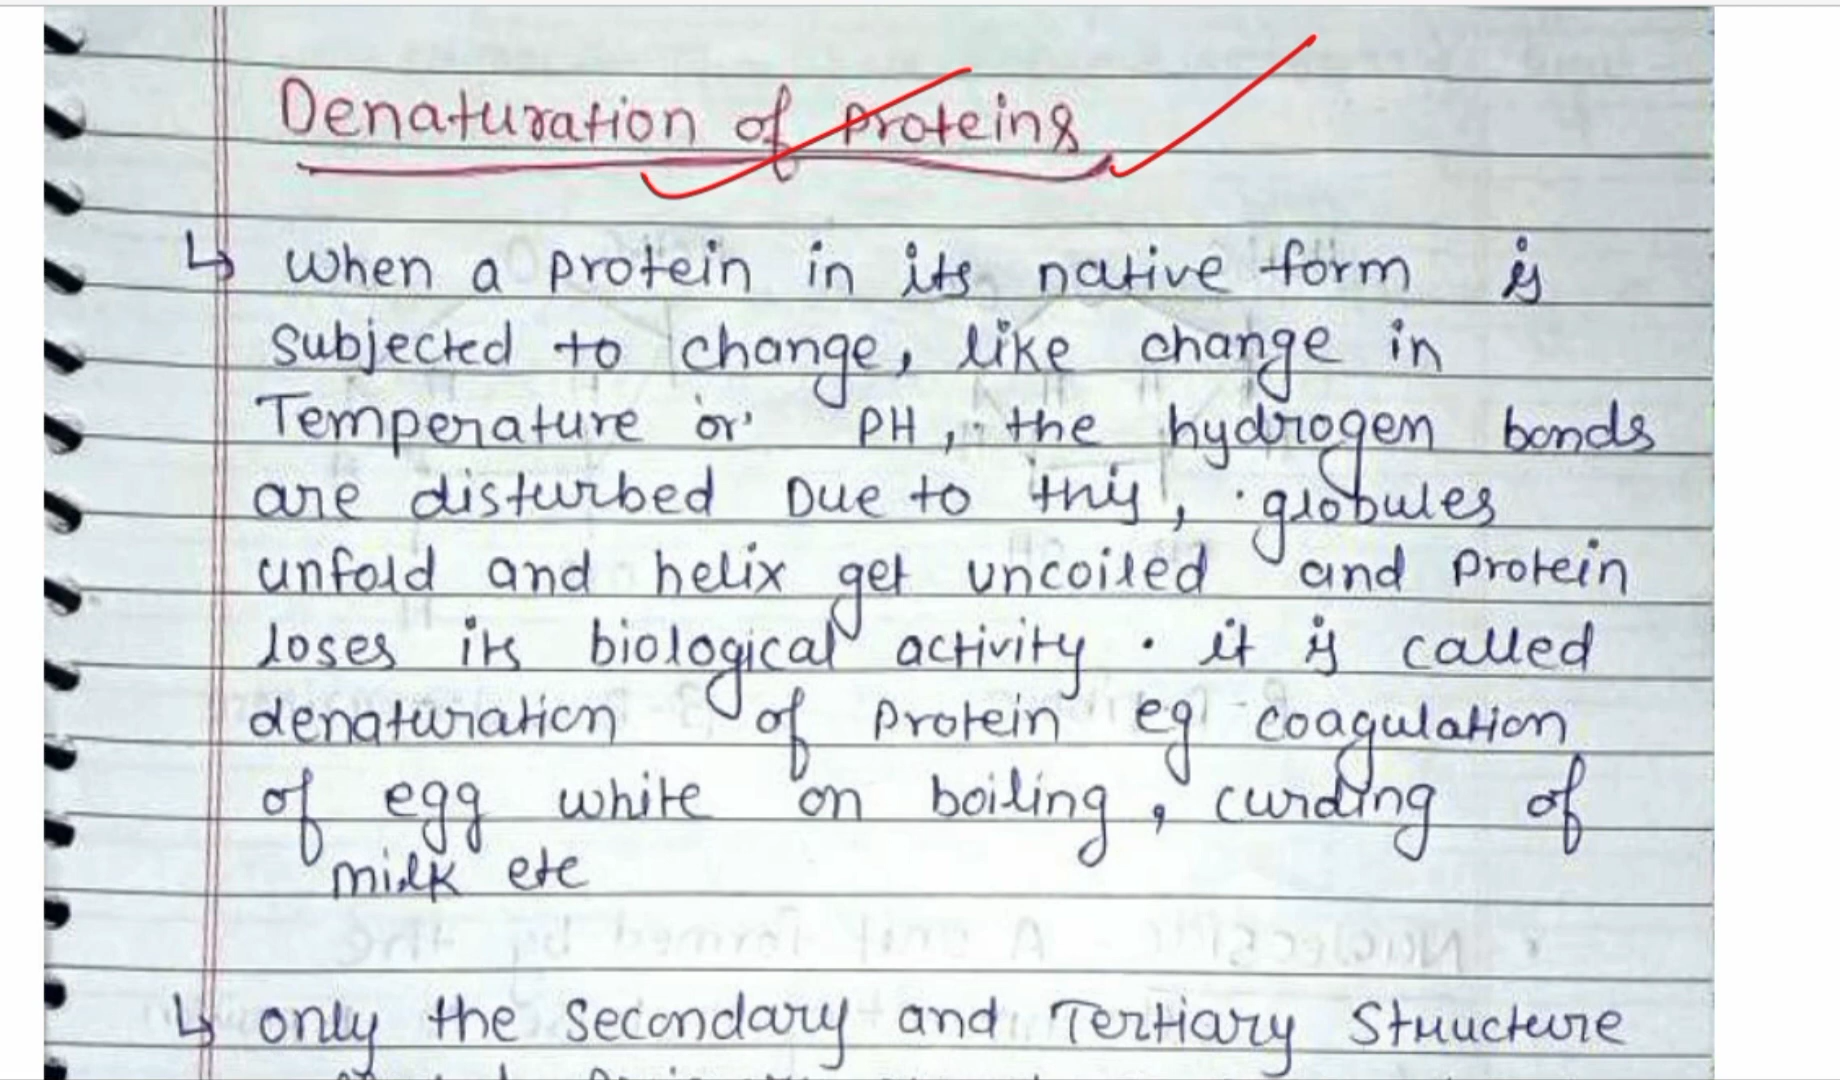 Denaturation of proteins
↳ When a protein in its native form is
subjected to change, like change in
Temperature or PH, the hydrogen bonds
are disturbed Due to this, globules
unfold and helix get uncoiled and protein
loses its biological activity. it is called
denaturation of protein eg coagulation
of egg white on boiling, curding of
milk etc
↳ only the Secondary and Tertiary Structure